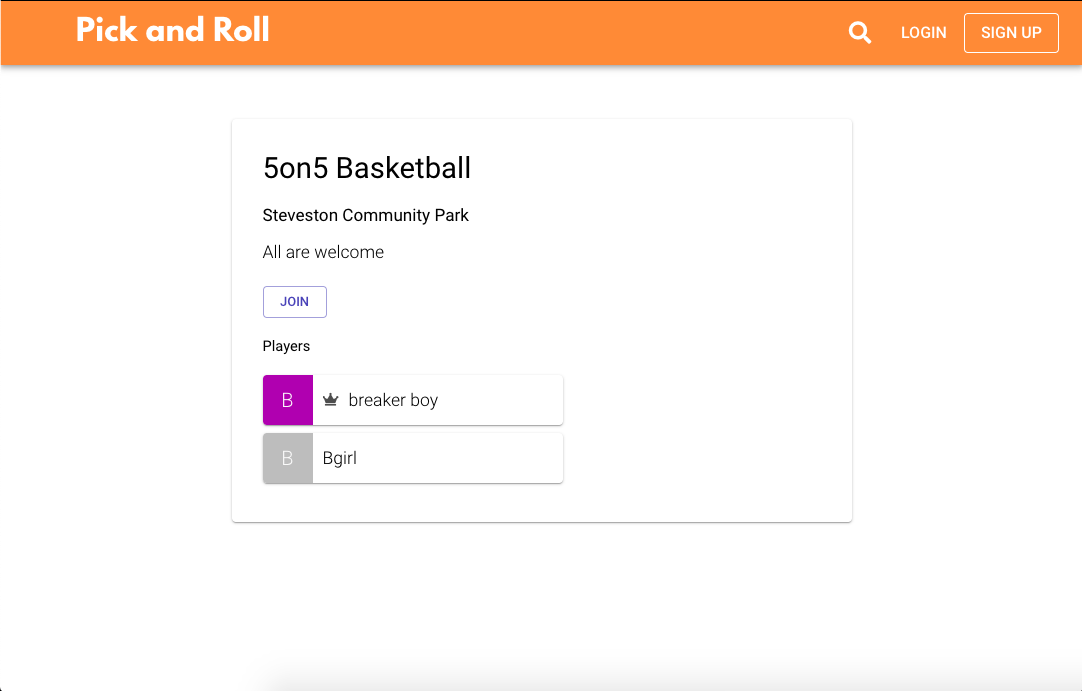 Pick and Roll
LOGIN
SIGN UP
5on5 Basketball
Steveston Community Park
All are welcome
JOIN
Players
B
breaker boy
B
Bgirl